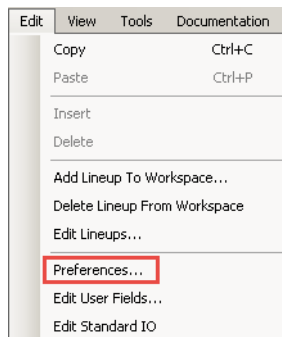 Edit View Tools Documentation
Copy Ctrl+C
Paste Ctrl+P
Insert
Delete
Add Lineup To Workspace...
Delete Lineup From Workspace
Edit Lineups...
Preferences...
Edit User Fields...
Edit Standard IO